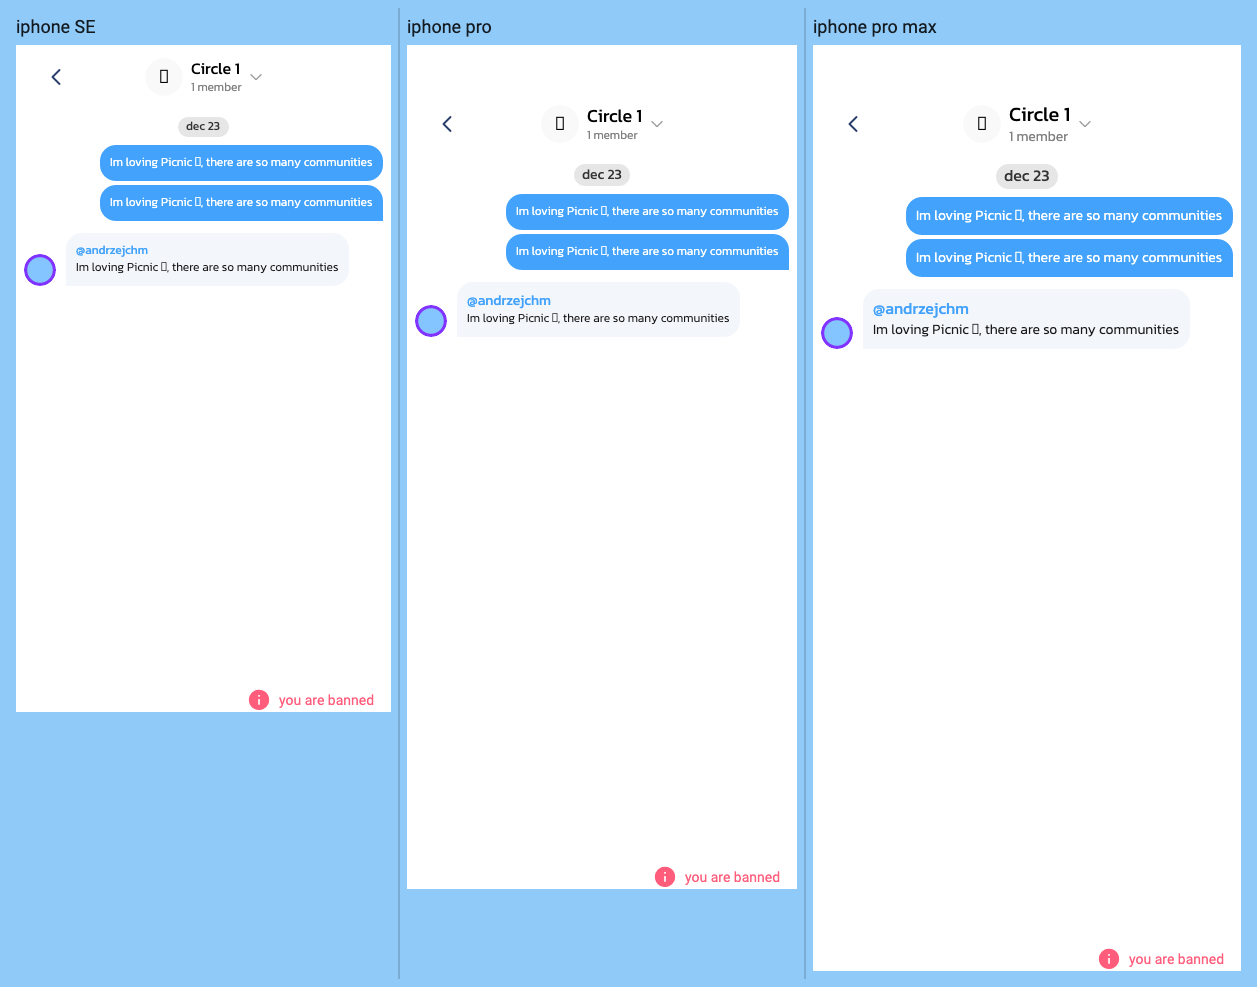 iphone SE
Circle 1
1 member
dec 23
Im loving Picnic ▯, there are so many communities
Im loving Picnic ▯, there are so many communities
@andrzejchm
Im loving Picnic ▯, there are so many communities
you are banned
iphone pro
Circle 1
1 member
dec 23
Im loving Picnic ▯, there are so many communities
Im loving Picnic ▯, there are so many communities
@andrzejchm
Im loving Picnic ▯, there are so many communities
you are banned
iphone pro max
Circle 1
1 member
dec 23
Im loving Picnic ▯, there are so many communities
Im loving Picnic ▯, there are so many communities
@andrzejchm
Im loving Picnic ▯, there are so many communities
you are banned